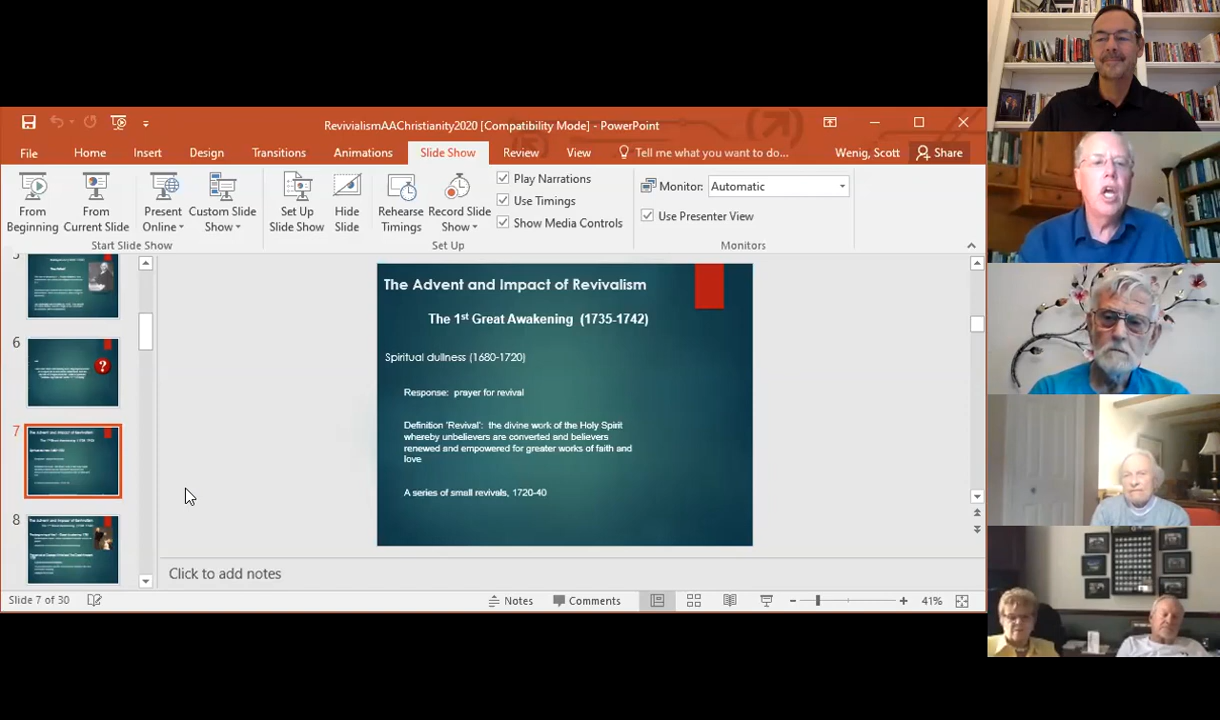 RevivialismAAChristianity2020 [Compatibility Mode] - PowerPoint
File Home Insert Design Transitions Animations Slide Show Review View Tell me what you want to do... Wenig, Scott Share
From Beginning
From Current Slide
Present Online
Custom Slide Show
Start Slide Show
Set Up Slide Show
Hide Slide
Rehearse Timings
Record Slide Show
Play Narrations
Use Timings
Show Media Controls
Set Up
Monitor: Automatic
Use Presenter View
Monitors
5
6
?
7
8
The Advent and Impact of Revivalism
The 1st Great Awakening (1735-1742)
Spiritual dullness (1680-1720)
Response: prayer for revival
Definition 'Revival': the divine work of the Holy Spirit
whereby unbelievers are converted and believers
renewed and empowered for greater works of faith and
love
A series of small revivals, 1720-40
Click to add notes
Slide 7 of 30 Notes Comments 41%